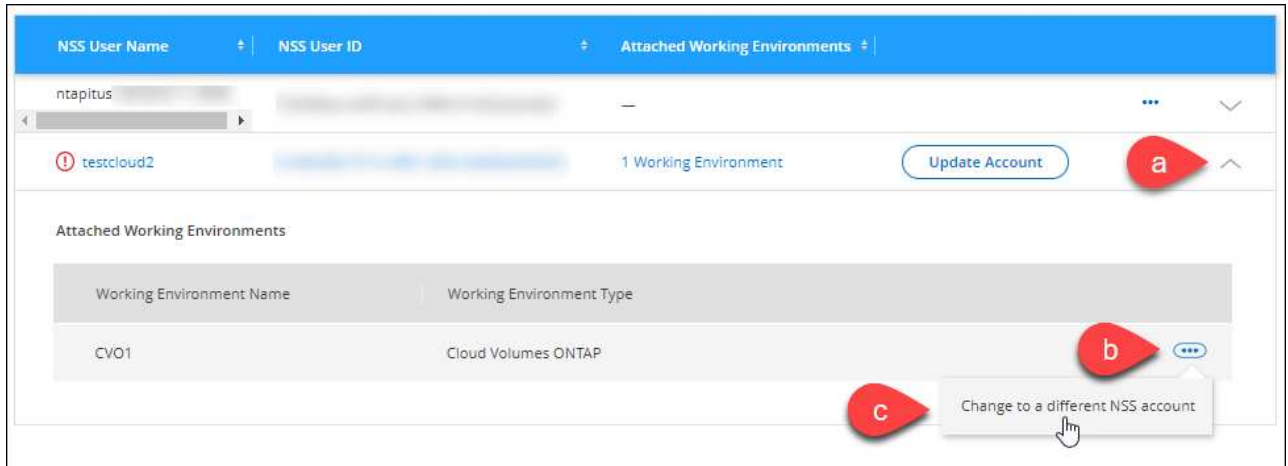 NSS User Name NSS User ID Attached Working Environments
ntapitus — •••
testcloud2 1 Working Environment Update Account a
Attached Working Environments
Working Environment Name Working Environment Type
CVO1 Cloud Volumes ONTAP b •••
c Change to a different NSS account